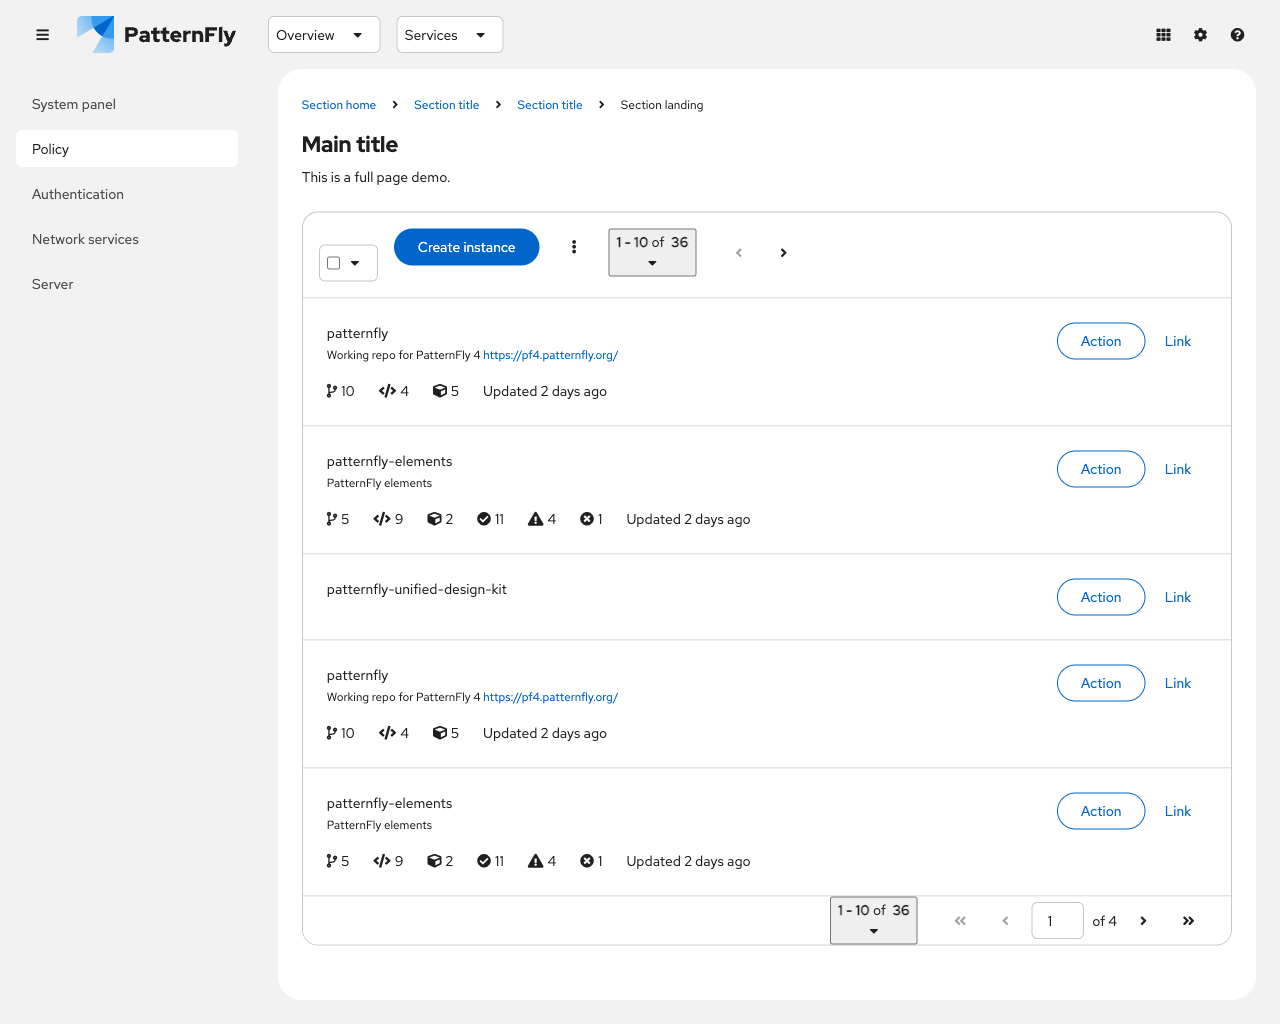 PatternFly Overview Services
System panel
Policy
Authentication
Network services
Server
Section home Section title Section title Section landing
Main title
This is a full page demo.
Create instance 1 - 10 of 36
patternfly
Working repo for PatternFly 4 https://pf4.patternfly.org/
10 4 5 Updated 2 days ago
Action Link
patternfly-elements
PatternFly elements
5 9 2 11 4 1 Updated 2 days ago
Action Link
patternfly-unified-design-kit
Action Link
patternfly
Working repo for PatternFly 4 https://pf4.patternfly.org/
10 4 5 Updated 2 days ago
Action Link
patternfly-elements
PatternFly elements
5 9 2 11 4 1 Updated 2 days ago
Action Link
1 - 10 of 36 1 of 4